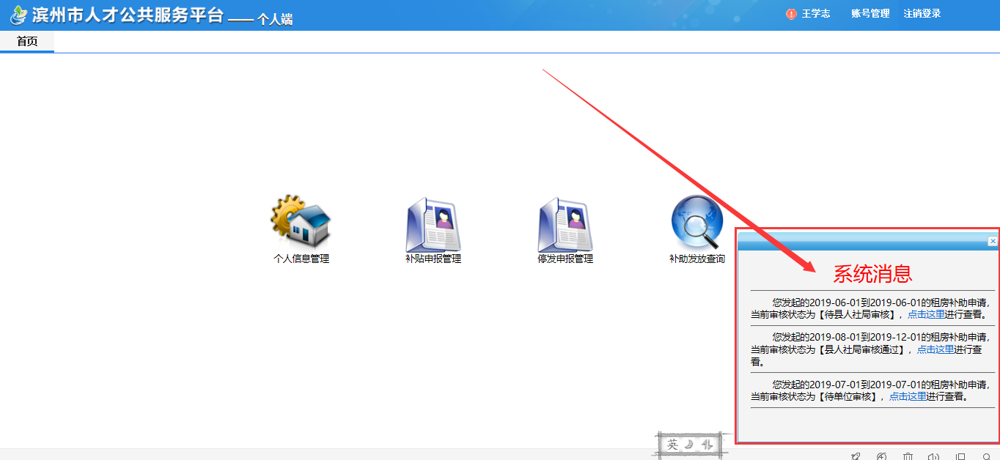 滨州市人才公共服务平台 —— 个人端
王学志 账号管理 注销登录
首页
个人信息管理 补贴申报管理 停发申报管理 补助发放查询
系统消息
您发起的2019-06-01到2019-06-01的租房补助申请,
当前审核状态为【待县人社局审核】,点击这里进行查看。
您发起的2019-08-01到2019-12-01的租房补助申请,
当前审核状态为【县人社局审核通过】,点击这里进行查
看。
您发起的2019-07-01到2019-07-01的租房补助申请,
当前审核状态为【待单位审核】,点击这里进行查看。
英